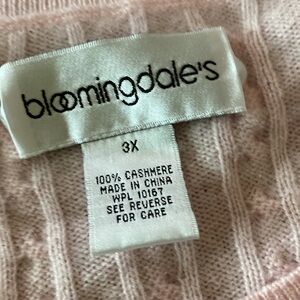 bloomingdale's
3X
100% CASHMERE
MADE IN CHINA
WPL 10167
SEE REVERSE
FOR CARE